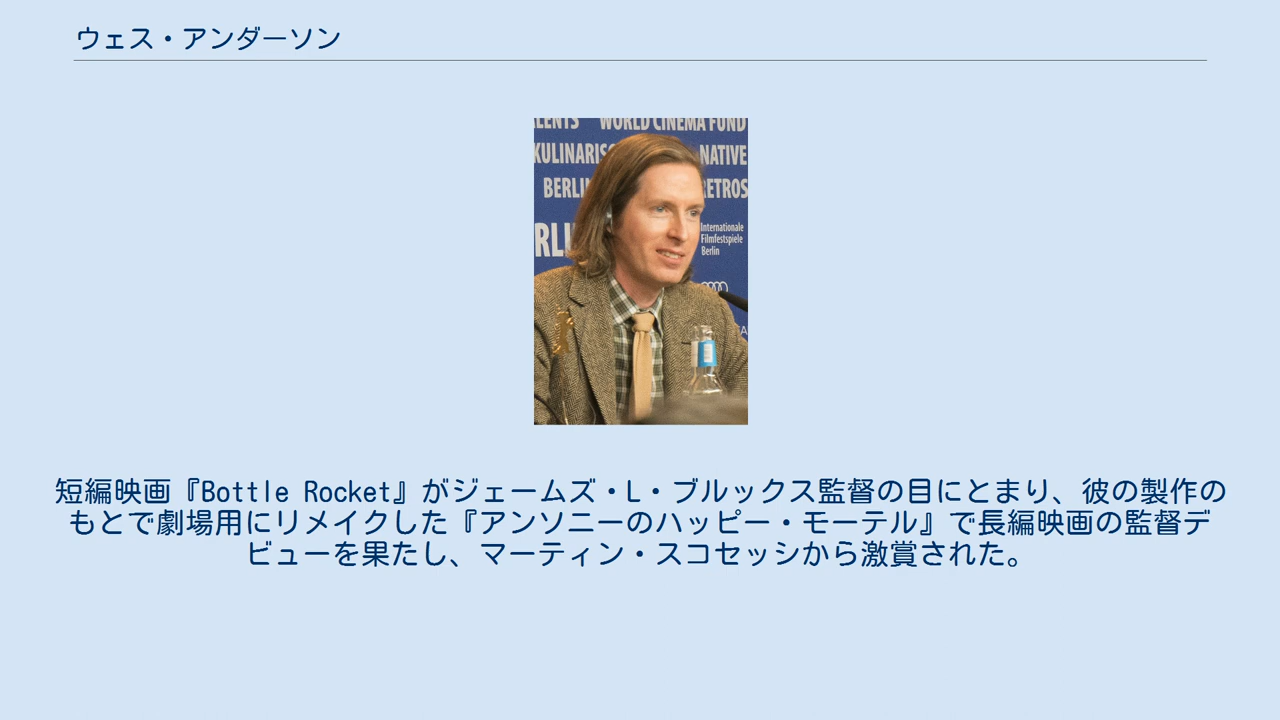 ウェス・アンダーソン
ALENTS WORLD CINEMA FUND
KULINARISC NATIVE
BERLI RETROS
RLI
Internationale
Filmfestspiele
Berlin
短編映画『Bottle Rocket』がジェームズ・L・ブルックス監督の目にとまり、彼の製作の
もとで劇場用にリメイクした『アンソニーのハッピー・モーテル』で長編映画の監督デ
ビューを果たし、マーティン・スコセッシから激賞された。